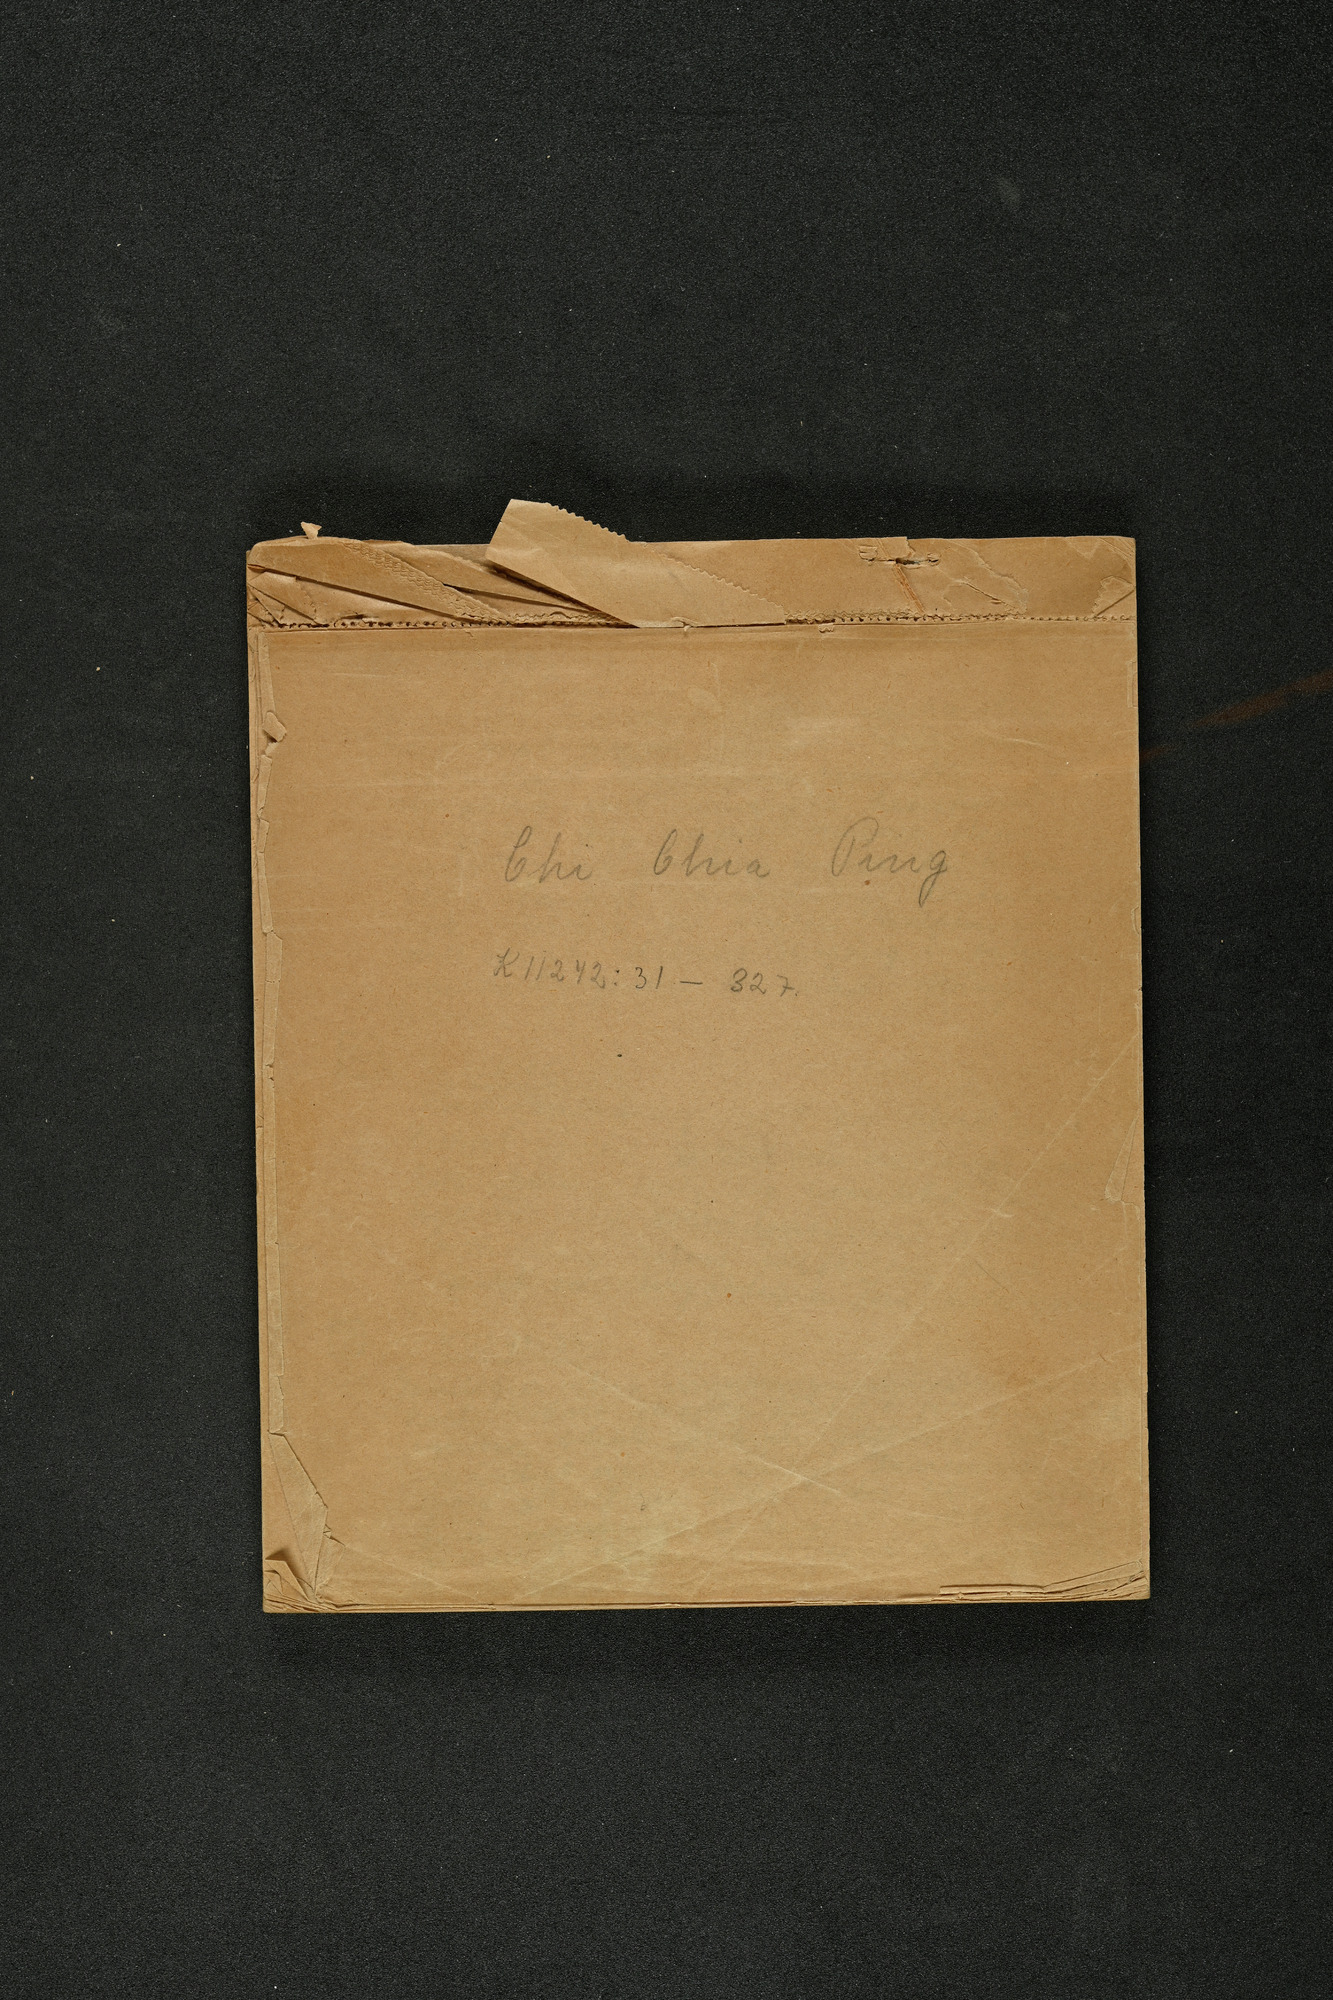 Chi Chia Ping
K11242:31 — 327.